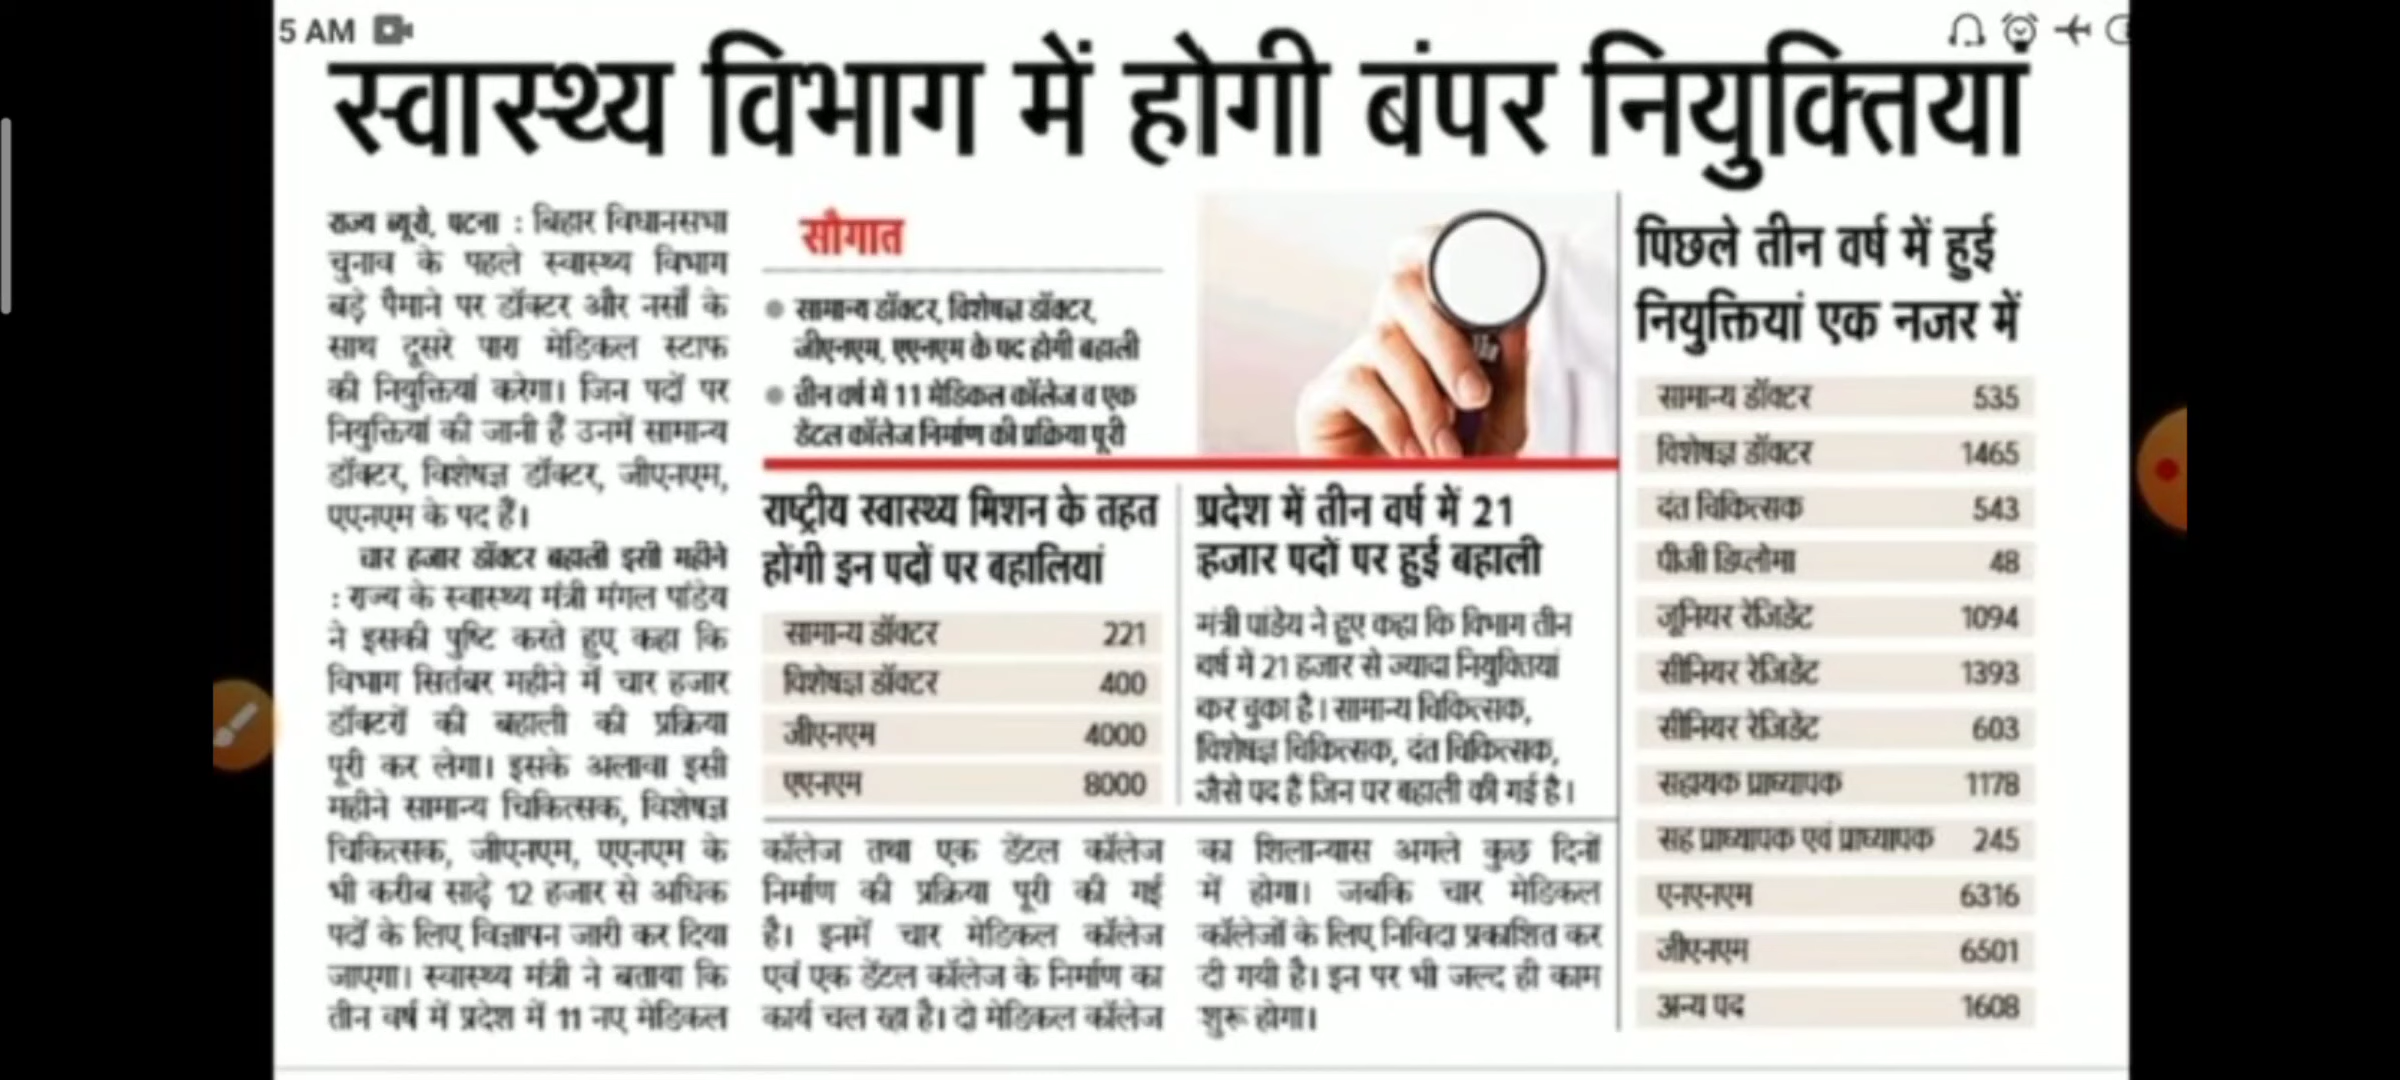 5 AM
स्वास्थ्य विभाग में होगी बंपर नियुक्तियां
राज्य ब्यूरो, पटना : बिहार विधानसभा
चुनाव के पहले स्वास्थ्य विभाग
बड़े पैमाने पर डॉक्टर और नर्सों के
साथ दूसरे पारा मेडिकल स्टाफ
की नियुक्तियां करेगा। जिन पदों पर
नियुक्तियां की जानी हैं उनमें सामान्य
डॉक्टर, विशेषज्ञ डॉक्टर, जीएनएम,
एएनएम के पद हैं।
चार हजार डॉक्टर बहाली इसी महीने
: राज्य के स्वास्थ्य मंत्री मंगल पांडेय
ने इसकी पुष्टि करते हुए कहा कि
विभाग सितंबर महीने में चार हजार
डॉक्टरों की बहाली की प्रक्रिया
पूरी कर लेगा। इसके अलावा इसी
महीने सामान्य चिकित्सक, विशेषज्ञ
चिकित्सक, जीएनएम, एएनएम के
भी करीब साढ़े 12 हजार से अधिक
पदों के लिए विज्ञापन जारी कर दिया
जाएगा। स्वास्थ्य मंत्री ने बताया कि
तीन वर्ष में प्रदेश में 11 नए मेडिकल
सौगात
सामान्य डॉक्टर, विशेषज्ञ डॉक्टर,
जीएनएम, एएनएम के पद होगी बहाली
तीन वर्ष में 11 मेडिकल कॉलेज व एक
डेंटल कॉलेज निर्माण की प्रक्रिया पूरी
राष्ट्रीय स्वास्थ्य मिशन के तहत
होंगी इन पदों पर बहालियां
सामान्य डॉक्टर 221
विशेषज्ञ डॉक्टर 400
जीएनएम 4000
एएनएम 8000
प्रदेश में तीन वर्ष में 21
हजार पदों पर हुई बहाली
मंत्री पांडेय ने हुए कहा कि विभाग तीन
वर्ष में 21 हजार से ज्यादा नियुक्तियां
कर चुका है। सामान्य चिकित्सक,
विशेषज्ञ चिकित्सक, दंत चिकित्सक,
जैसे पद हैं जिन पर बहाली की गई है।
कॉलेज तथा एक डेंटल कॉलेज
निर्माण की प्रक्रिया पूरी की गई
है। इनमें चार मेडिकल कॉलेज
एवं एक डेंटल कॉलेज के निर्माण का
कार्य चल रहा है। दो मेडिकल कॉलेज
का शिलान्यास अगले कुछ दिनों
में होगा। जबकि चार मेडिकल
कॉलेजों के लिए निविदा प्रकाशित कर
दी गयी है। इन पर भी जल्द ही काम
शुरू होगा।
पिछले तीन वर्ष में हुई
नियुक्तियां एक नजर में
सामान्य डॉक्टर 535
विशेषज्ञ डॉक्टर 1465
दंत चिकित्सक 543
पीजी डिप्लोमा 48
जूनियर रेजिडेंट 1094
सीनियर रेजिडेंट 1393
सीनियर रेजिडेंट 603
सहायक प्राध्यापक 1178
सह प्राध्यापक एवं प्राध्यापक 245
एनएनएम 6316
जीएनएम 6501
अन्य पद 1608